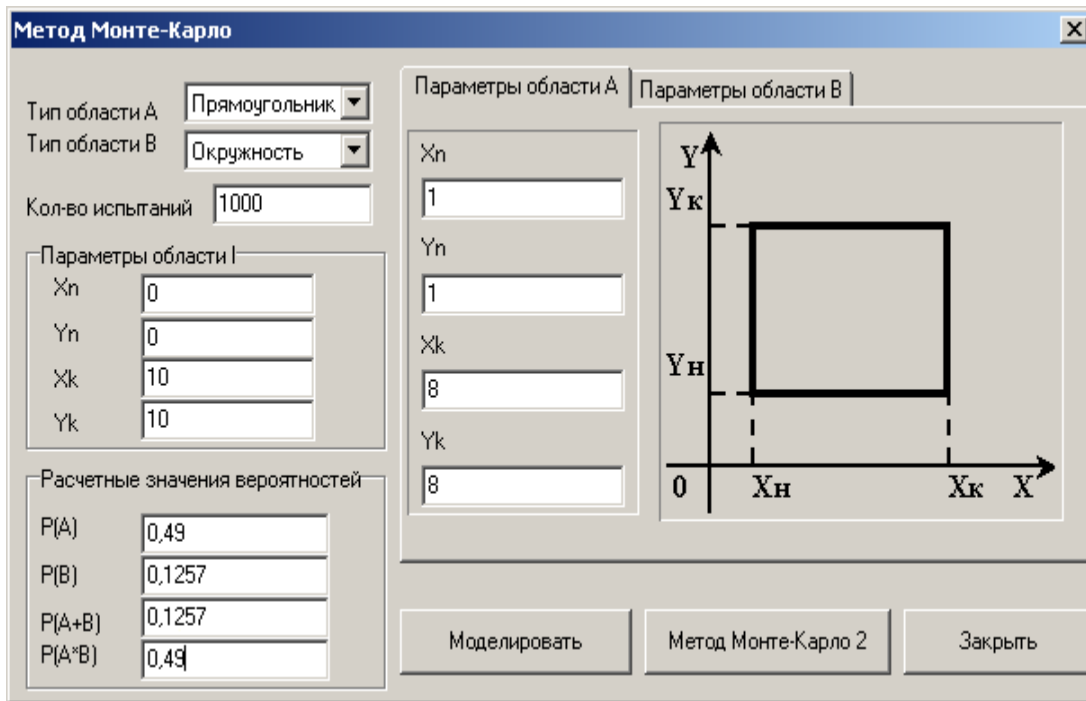 Метод Монте-Карло
Тип области А
Прямоугольник
Тип области В
Окружность
Кол-во испытаний
1000
Параметры области I
Xn
0
Yn
0
Xk
10
Yk
10
Расчетные значения вероятностей
P(A)
0,49
P(B)
0,1257
P(A+B)
0,1257
P(A*B)
0,49
Параметры области А
Параметры области В
Xn
1
Yn
1
Xk
8
Yk
8
Y
Yк
Yн
0
Xн
Xк
X
Моделировать
Метод Монте-Карло 2
Закрыть